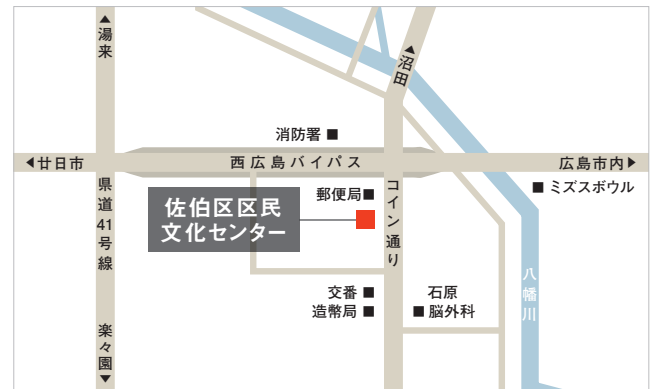 ▲湯来
▲沼田
消防署 ■
◀廿日市
西広島バイパス
広島市内▶
県道41号線
佐伯区区民
文化センター
郵便局■
コイン通り
■ ミズスボウル
八幡川
交番 ■
造幣局 ■
石原
■ 脳外科
楽々園▼